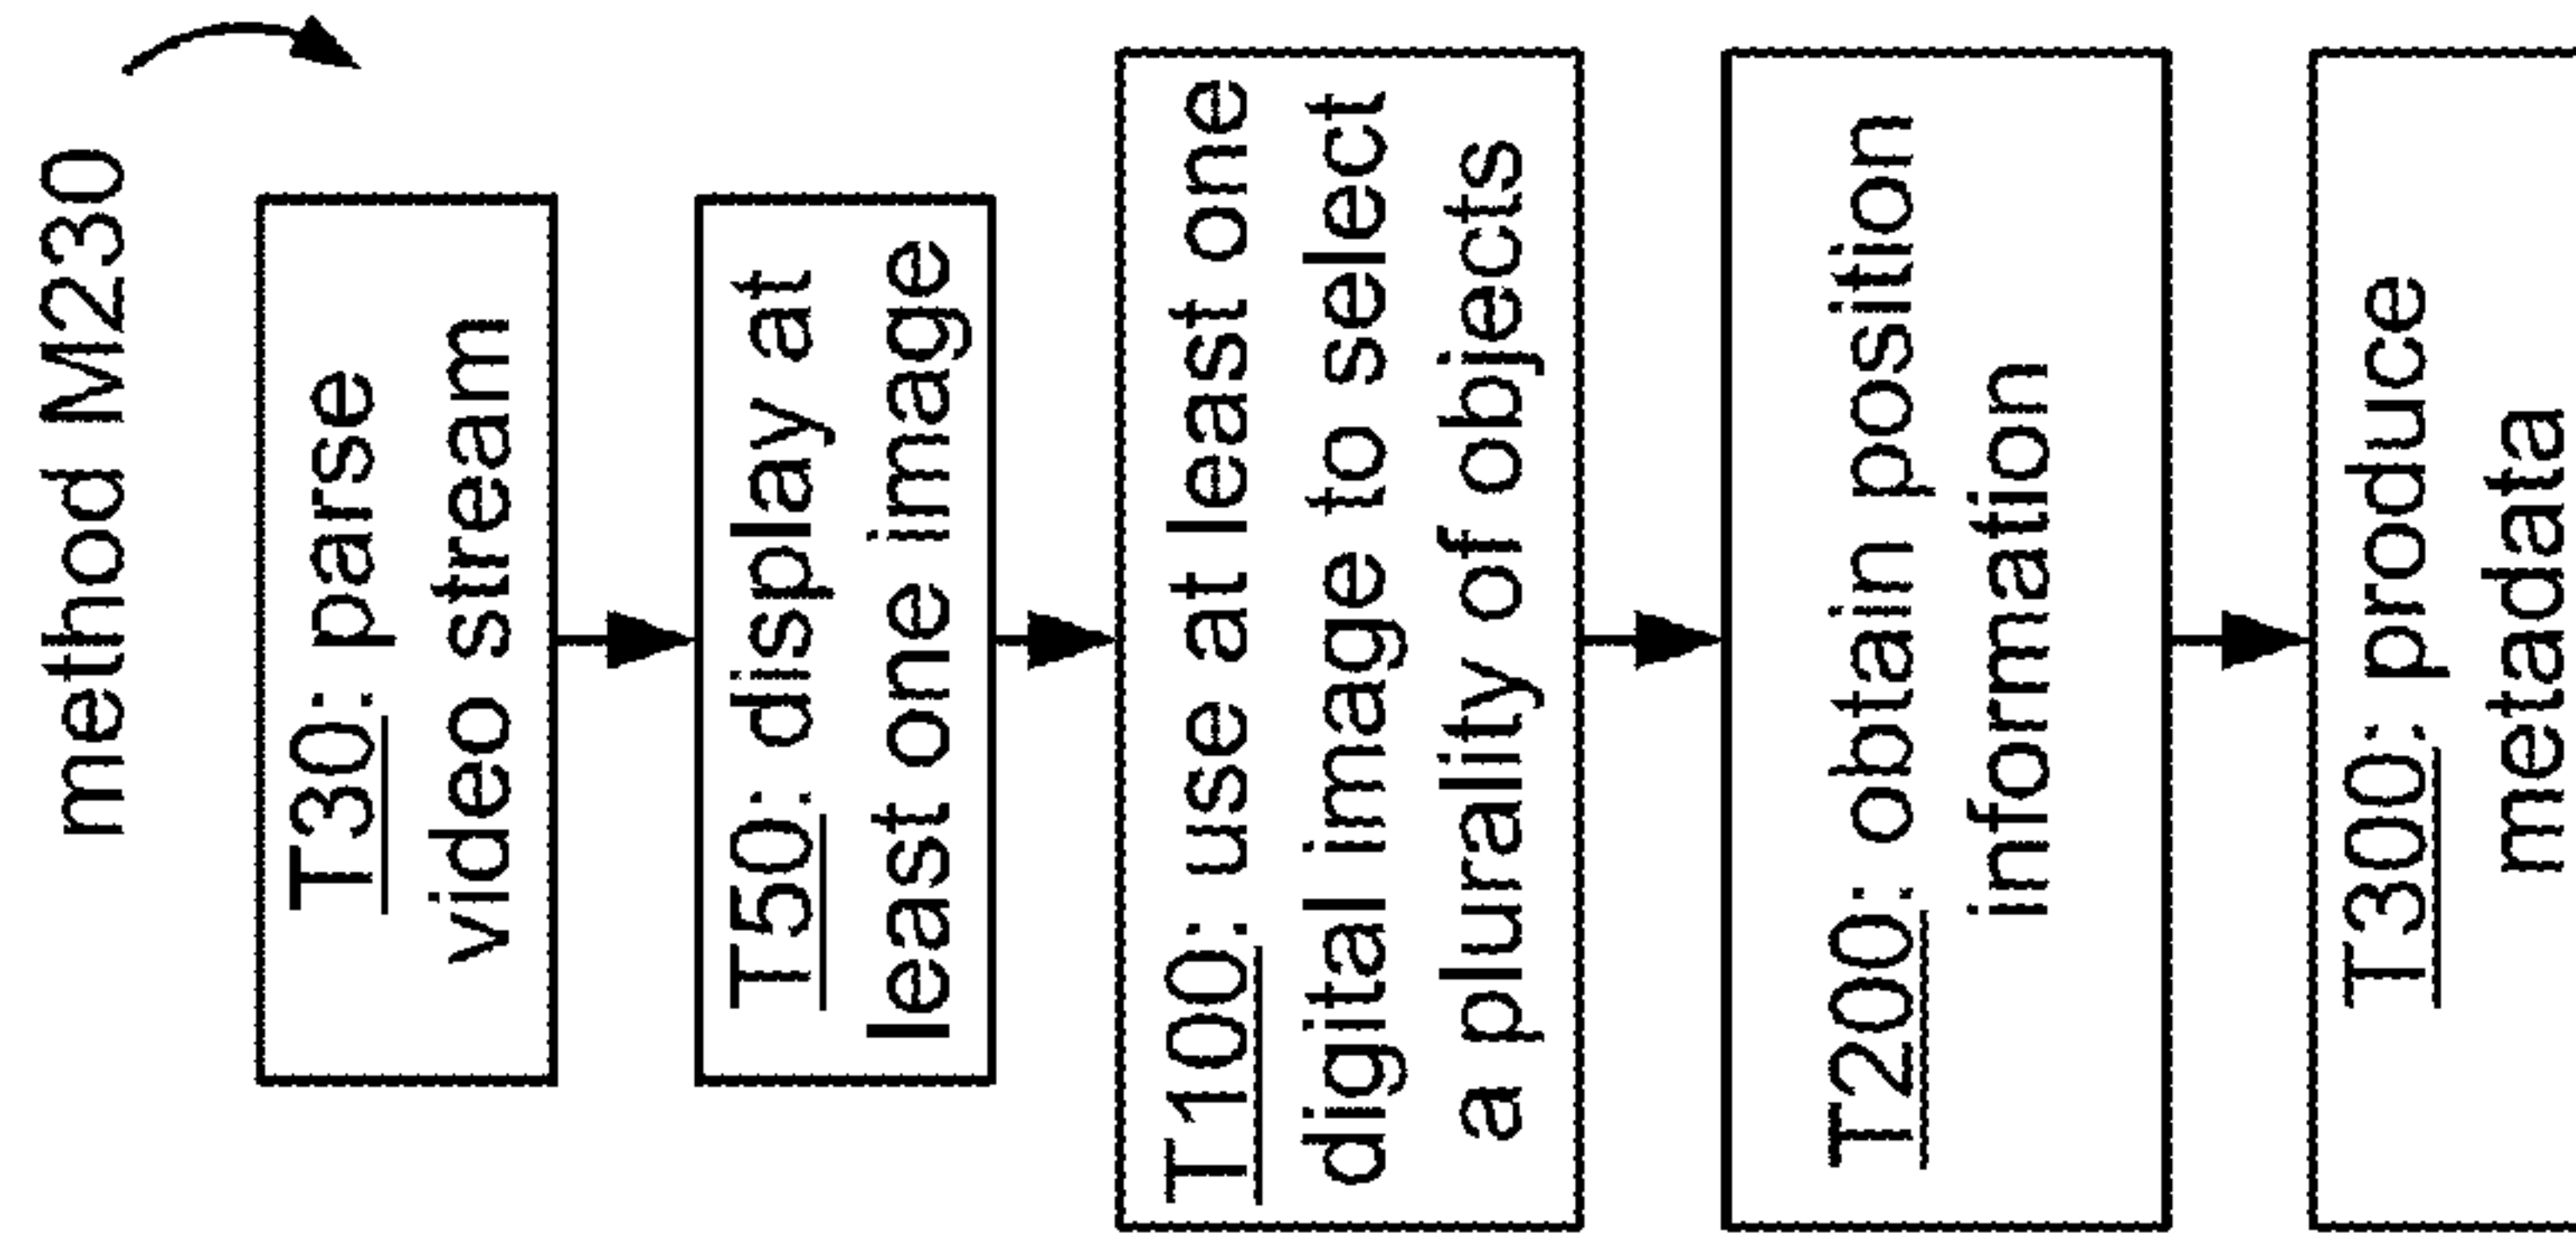 method M230
T30: parse
video stream
T50: display at
least one image
T100: use at least one
digital image to select
a plurality of objects
T200: obtain position
information
T300: produce
metadata